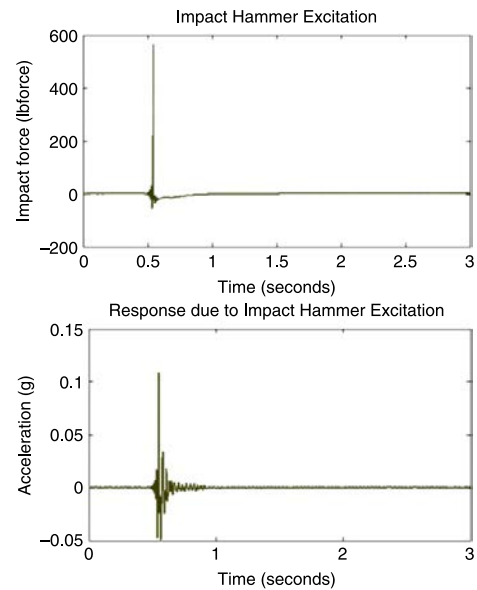 Impact Hammer Excitation
600
400
200
0
−200
Impact force (lbforce)
0 0.5 1 1.5 2 2.5 3
Time (seconds)
Response due to Impact Hammer Excitation
0.15
0.1
0.05
0
−0.05
Acceleration (g)
0 1 2 3
Time (seconds)